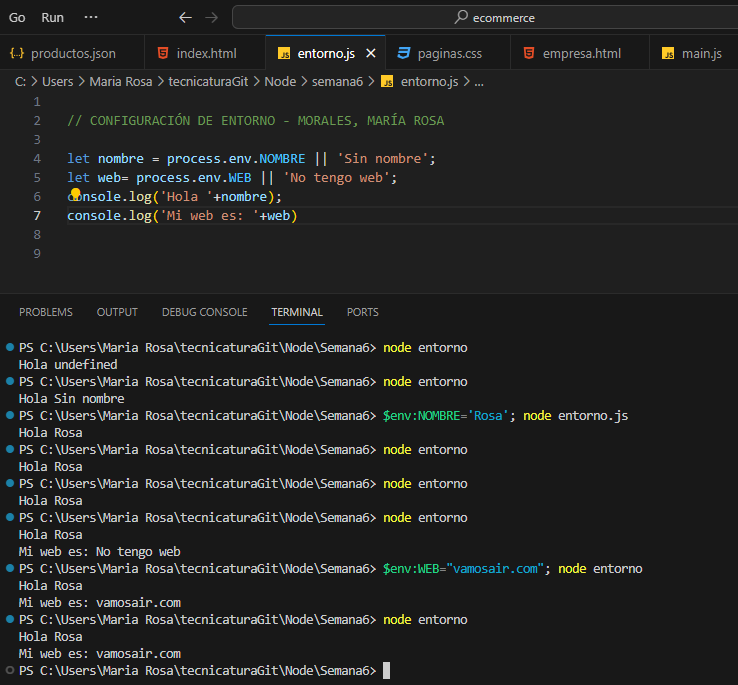 Go Run ··· ← → ecommerce
{} productos.json index.html JS entorno.js × paginas.css empresa.html JS main.js
C: > Users > Maria Rosa > tecnicaturaGit > Node > semana6 > JS entorno.js > ...
1
2 // CONFIGURACIÓN DE ENTORNO - MORALES, MARÍA ROSA
3
4 let nombre = process.env.NOMBRE || 'Sin nombre';
5 let web= process.env.WEB || 'No tengo web';
6 console.log('Hola '+nombre);
7 console.log('Mi web es: '+web)
8
9
PROBLEMS OUTPUT DEBUG CONSOLE TERMINAL PORTS
PS C:\Users\Maria Rosa\tecnicaturaGit\Node\Semana6> node entorno
Hola undefined
PS C:\Users\Maria Rosa\tecnicaturaGit\Node\Semana6> node entorno
Hola Sin nombre
PS C:\Users\Maria Rosa\tecnicaturaGit\Node\Semana6> $env:NOMBRE='Rosa'; node entorno.js
Hola Rosa
PS C:\Users\Maria Rosa\tecnicaturaGit\Node\Semana6> node entorno
Hola Rosa
PS C:\Users\Maria Rosa\tecnicaturaGit\Node\Semana6> node entorno
Hola Rosa
PS C:\Users\Maria Rosa\tecnicaturaGit\Node\Semana6> node entorno
Hola Rosa
Mi web es: No tengo web
PS C:\Users\Maria Rosa\tecnicaturaGit\Node\Semana6> $env:WEB="vamosair.com"; node entorno
Hola Rosa
Mi web es: vamosair.com
PS C:\Users\Maria Rosa\tecnicaturaGit\Node\Semana6> node entorno
Hola Rosa
Mi web es: vamosair.com
PS C:\Users\Maria Rosa\tecnicaturaGit\Node\Semana6>